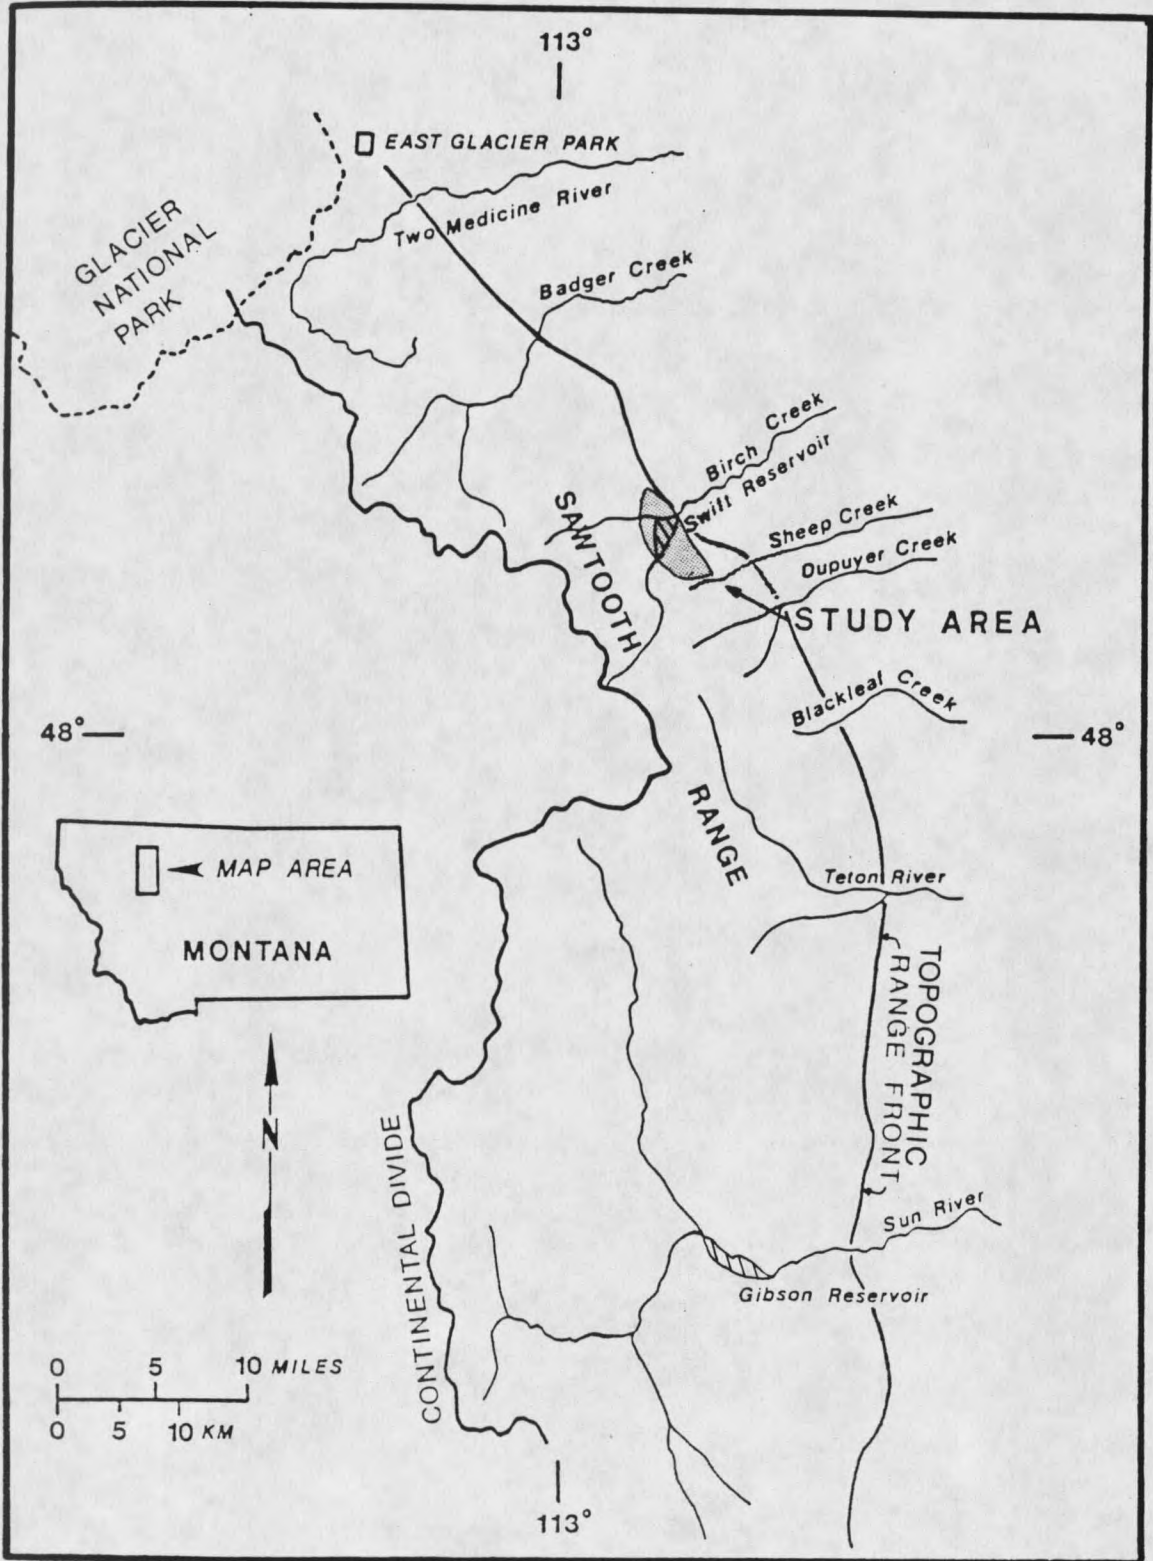 113°
EAST GLACIER PARK
Two Medicine River
GLACIER
NATIONAL
PARK
Badger Creek
Birch Creek
Swift Reservoir
Sheep Creek
Dupuyer Creek
SAWTOOTH
STUDY AREA
Blackleaf Creek
48°
48°
RANGE
MAP AREA
MONTANA
Teton River
TOPOGRAPHIC
RANGE FRONT
N
CONTINENTAL DIVIDE
Sun River
Gibson Reservoir
0 5 10 MILES
0 5 10 KM
113°